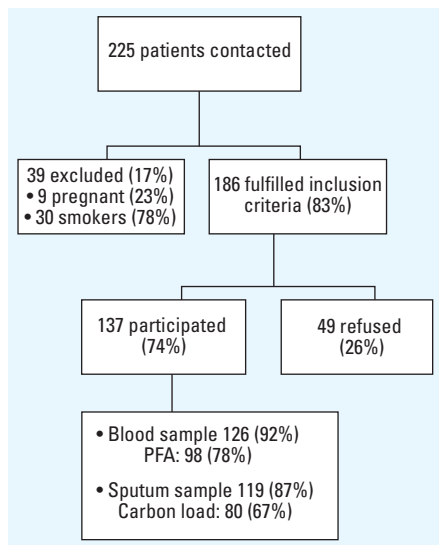 225 patients contacted
39 excluded (17%)
• 9 pregnant (23%)
• 30 smokers (78%)
186 fulfilled inclusion
criteria (83%)
137 participated
(74%)
49 refused
(26%)
• Blood sample 126 (92%)
PFA: 98 (78%)
• Sputum sample 119 (87%)
Carbon load: 80 (67%)